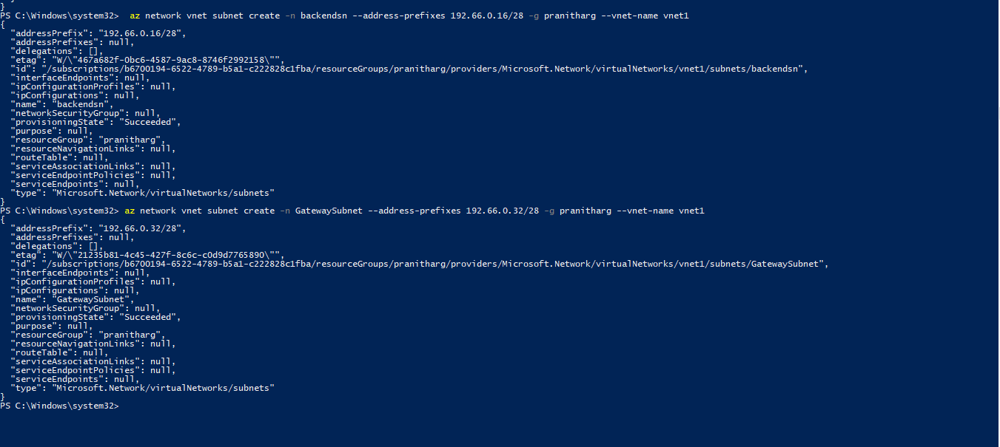 }
PS C:\Windows\system32>  az network vnet subnet create -n backendsn --address-prefixes 192.66.0.16/28 -g pranitharg --vnet-name vnet1
{
  "addressPrefix": "192.66.0.16/28",
  "addressPrefixes": null,
  "delegations": [],
  "etag": "W/\"467a682f-0bc6-4587-9ac8-8746f2992158\"",
  "id": "/subscriptions/b6700194-6522-4789-b5a1-c222828c1fba/resourceGroups/pranitharg/providers/Microsoft.Network/virtualNetworks/vnet1/subnets/backendsn",
  "interfaceEndpoints": null,
  "ipConfigurationProfiles": null,
  "ipConfigurations": null,
  "name": "backendsn",
  "networkSecurityGroup": null,
  "provisioningState": "Succeeded",
  "purpose": null,
  "resourceGroup": "pranitharg",
  "resourceNavigationLinks": null,
  "routeTable": null,
  "serviceAssociationLinks": null,
  "serviceEndpointPolicies": null,
  "serviceEndpoints": null,
  "type": "Microsoft.Network/virtualNetworks/subnets"
}
PS C:\Windows\system32> az network vnet subnet create -n GatewaySubnet --address-prefixes 192.66.0.32/28 -g pranitharg --vnet-name vnet1
{
  "addressPrefix": "192.66.0.32/28",
  "addressPrefixes": null,
  "delegations": [],
  "etag": "W/\"21235b81-4c45-427f-8c6c-c0d9d7765890\"",
  "id": "/subscriptions/b6700194-6522-4789-b5a1-c222828c1fba/resourceGroups/pranitharg/providers/Microsoft.Network/virtualNetworks/vnet1/subnets/GatewaySubnet",
  "interfaceEndpoints": null,
  "ipConfigurationProfiles": null,
  "ipConfigurations": null,
  "name": "GatewaySubnet",
  "networkSecurityGroup": null,
  "provisioningState": "Succeeded",
  "purpose": null,
  "resourceGroup": "pranitharg",
  "resourceNavigationLinks": null,
  "routeTable": null,
  "serviceAssociationLinks": null,
  "serviceEndpointPolicies": null,
  "serviceEndpoints": null,
  "type": "Microsoft.Network/virtualNetworks/subnets"
}
PS C:\Windows\system32>